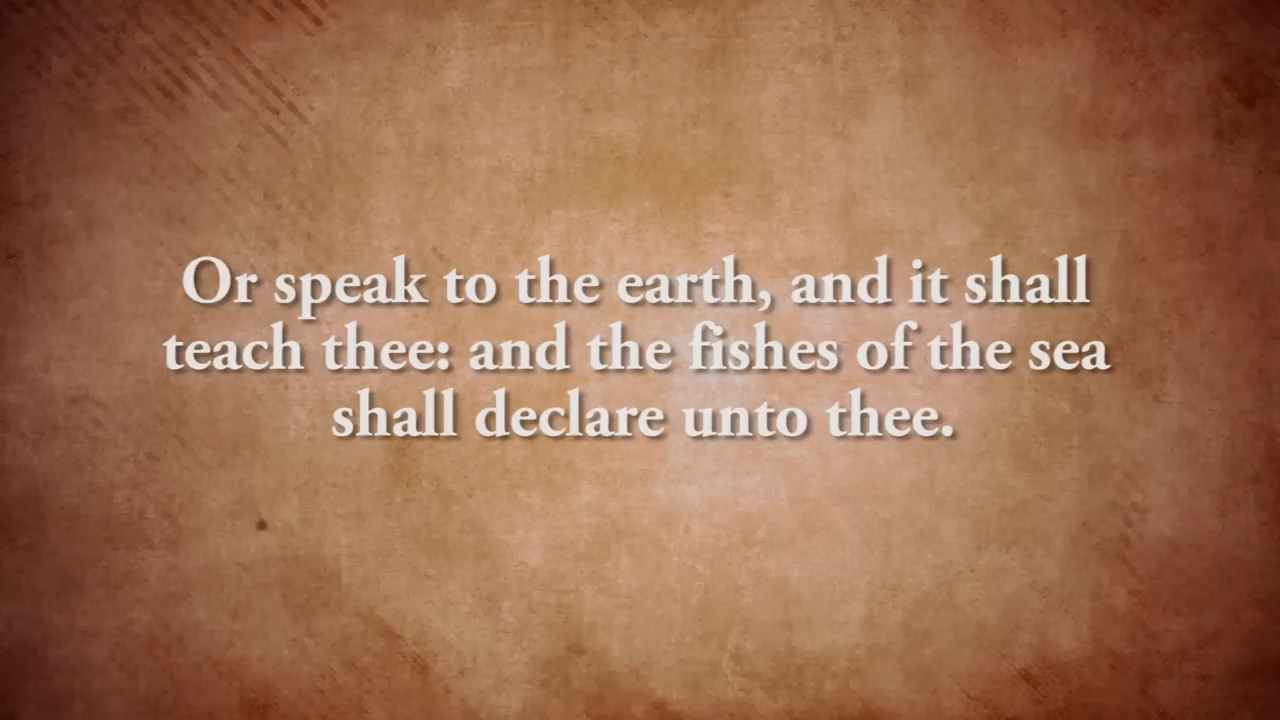 Or speak to the earth, and it shall
teach thee: and the fishes of the sea
shall declare unto thee.